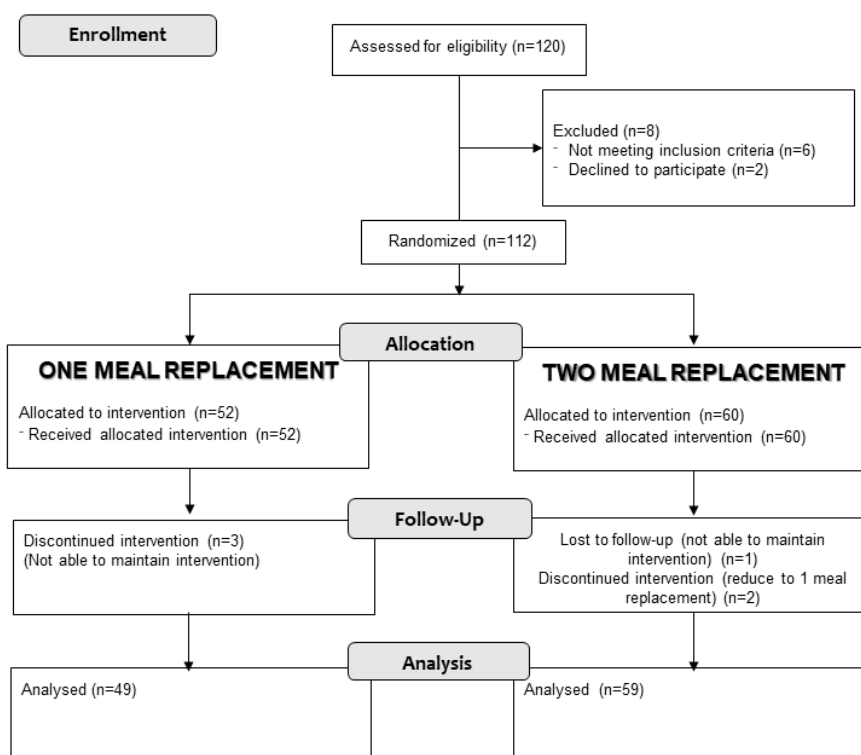 Enrollment
Assessed for eligibility (n=120)
Excluded (n=8)
- Not meeting inclusion criteria (n=6)
- Declined to participate (n=2)
Randomized (n=112)
Allocation
ONE MEAL REPLACEMENT
Allocated to intervention (n=52)
- Received allocated intervention (n=52)
TWO MEAL REPLACEMENT
Allocated to intervention (n=60)
- Received allocated intervention (n=60)
Follow-Up
Discontinued intervention (n=3)
(Not able to maintain intervention)
Lost to follow-up (not able to maintain
intervention) (n=1)
Discontinued intervention (reduce to 1 meal
replacement) (n=2)
Analysis
Analysed (n=49)
Analysed (n=59)